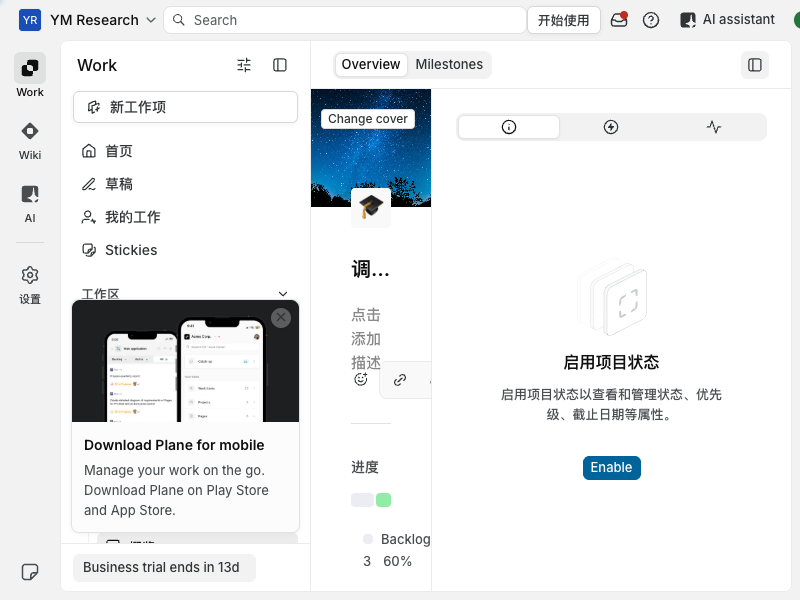 YR YM Research
Search
开始使用
AI assistant
Work
Wiki
AI
设置
Work
新工作项
首页
草稿
我的工作
Stickies
工作区
Download Plane for mobile
Manage your work on the go.
Download Plane on Play Store
and App Store.
Business trial ends in 13d
Overview
Milestones
Change cover
调...
点击
添加
描述
进度
Backlog
3 60%
启用项目状态
启用项目状态以查看和管理状态、优先
级、截止日期等属性。
Enable